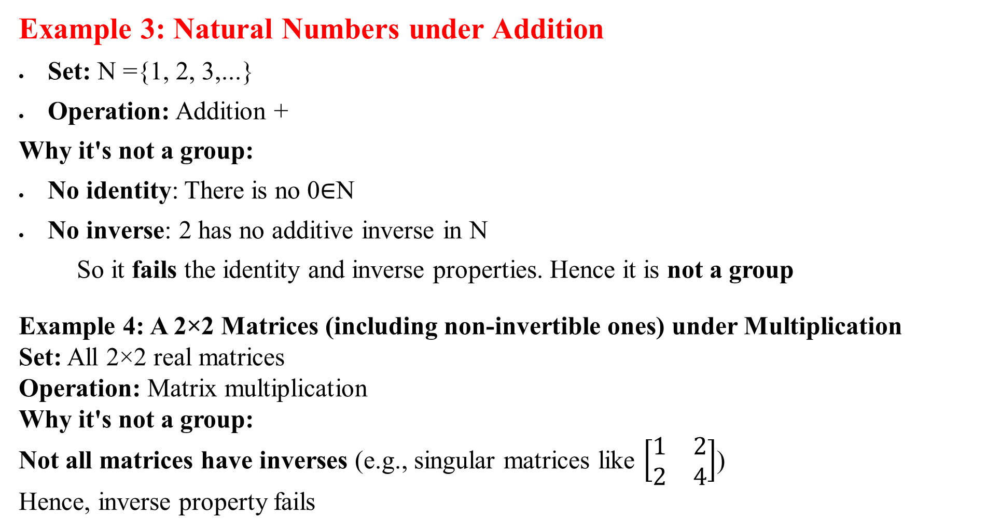 Example 3: Natural Numbers under Addition
• Set: N ={1, 2, 3,...}
• Operation: Addition +
Why it's not a group:
• No identity: There is no 0∈N
• No inverse: 2 has no additive inverse in N
So it fails the identity and inverse properties. Hence it is not a group
Example 4: A 2×2 Matrices (including non-invertible ones) under Multiplication
Set: All 2×2 real matrices
Operation: Matrix multiplication
Why it's not a group:
Not all matrices have inverses (e.g., singular matrices like [1 2
2 4])
Hence, inverse property fails